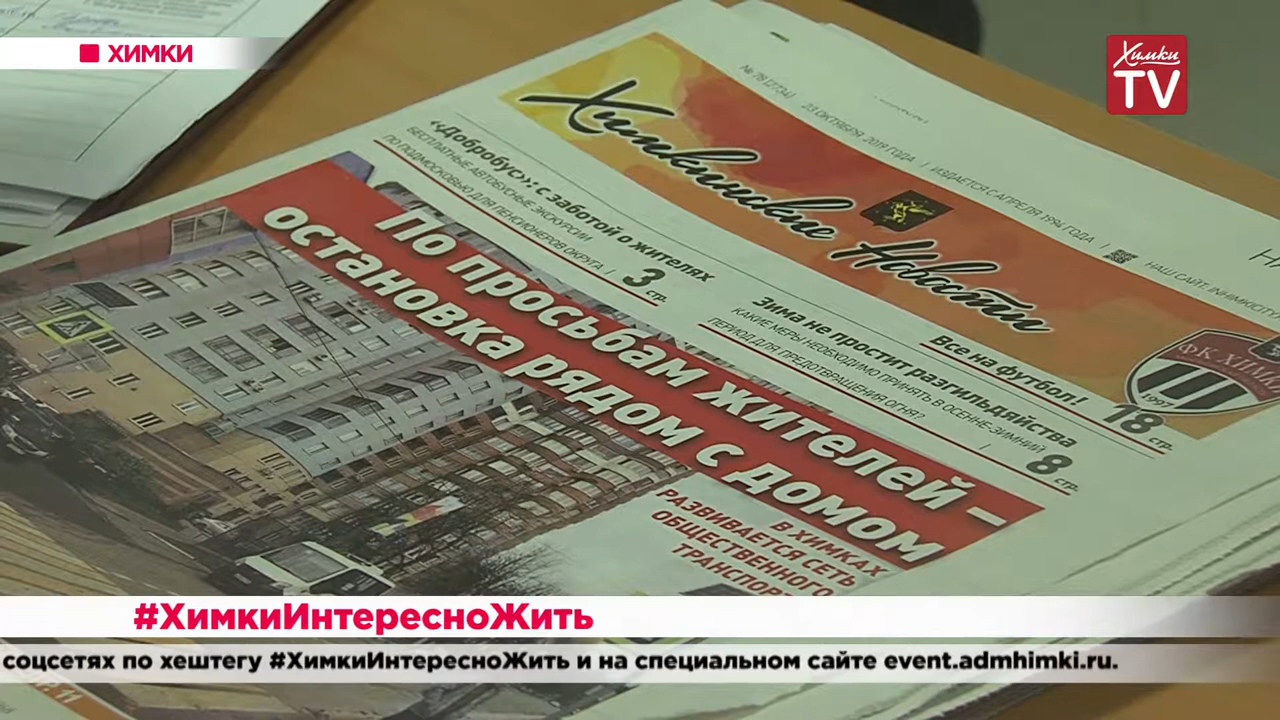 ХИМКИ
Химки
TV
№ 78 (2734) | 23 ОКТЯБРЯ 2019 ГОДА | ИЗДАЕТСЯ С АПРЕЛЯ 1994 ГОДА |
НАШ САЙТ:
Химкинские Новости
«Добробус»: с заботой о жителях
БЕСПЛАТНЫЕ АВТОБУСНЫЕ ЭКСКУРСИИ
ПО ПОДМОСКОВЬЮ ДЛЯ ПЕНСИОНЕРОВ ОКРУГА | 3 стр.
Зима не простит разгильдяйства
КАКИЕ МЕРЫ НЕОБХОДИМО ПРИНЯТЬ В ОСЕННЕ-ЗИМНИЙ
ПЕРИОД ДЛЯ ПРЕДОТВРАЩЕНИЯ ОГНЯ? | 8 стр.
Все на футбол! 18 стр.
ФК ХИМКИ
1997
По просьбам жителей –
остановка рядом с домом
В ХИМКАХ
РАЗВИВАЕТСЯ СЕТЬ
ОБЩЕСТВЕННОГО
ТРАНСПОР
#ХимкиИнтересноЖить
соцсетях по хештегу #ХимкиИнтересноЖить и на специальном сайте event.admhimki.ru.